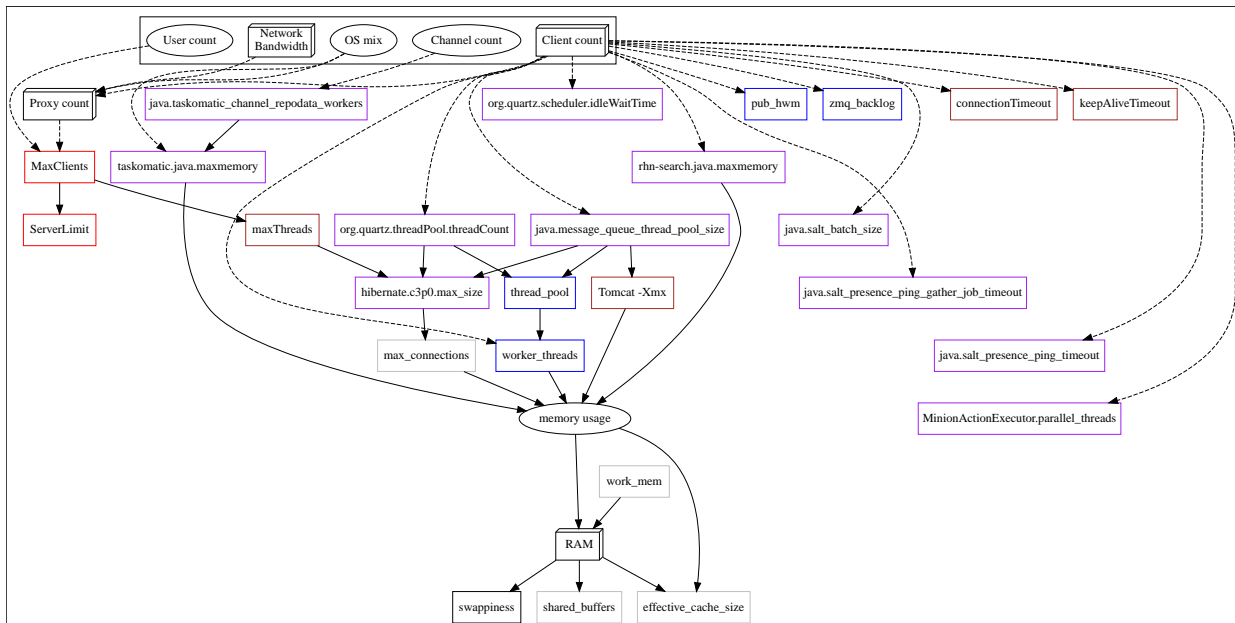 User count
Network
Bandwidth
OS mix
Channel count
Client count
Proxy count
java.taskomatic_channel_repodata_workers
org.quartz.scheduler.idleWaitTime
pub_hwm
zmq_backlog
connectionTimeout
keepAliveTimeout
MaxClients
taskomatic.java.maxmemory
rhn-search.java.maxmemory
ServerLimit
maxThreads
org.quartz.threadPool.threadCount
java.message_queue_thread_pool_size
java.salt_batch_size
hibernate.c3p0.max_size
thread_pool
Tomcat -Xmx
java.salt_presence_ping_gather_job_timeout
max_connections
worker_threads
java.salt_presence_ping_timeout
memory usage
MinionActionExecutor.parallel_threads
work_mem
RAM
swappiness
shared_buffers
effective_cache_size